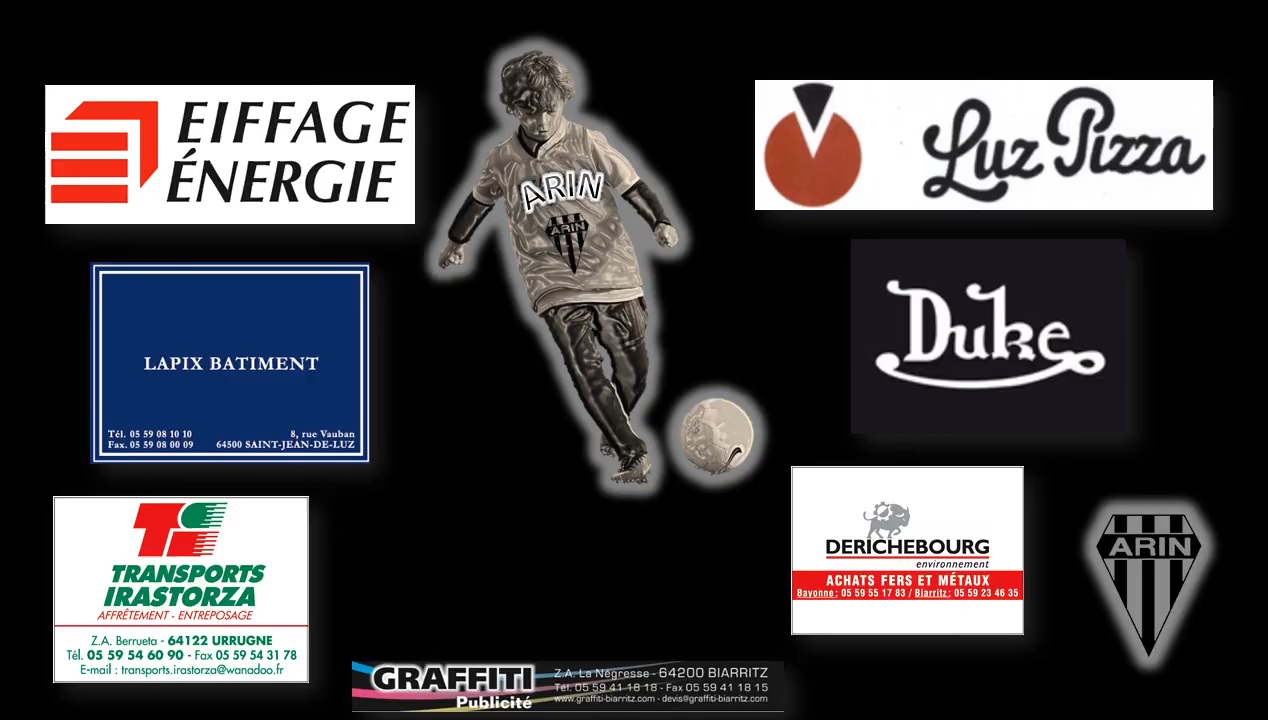 EIFFAGE
ÉNERGIE
Luz Pizza
ARIN
ARIN
LAPIX BATIMENT
Tél. 05 59 08 10 10
Fax. 05 59 08 00 09
8, rue Vauban
64500 SAINT-JEAN-DE-LUZ
Duke
Ti
TRANSPORTS
IRASTORZA
AFFRÊTEMENT - ENTREPOSAGE
Z.A. Berrueta - 64122 URRUGNE
Tél. 05 59 54 60 90 - Fax 05 59 54 31 78
E-mail : transports.irastorza@wanadoo.fr
DERICHEBOURG
environnement
ACHATS FERS ET MÉTAUX
Bayonne : 05 59 55 17 83 / Biarritz : 05 59 23 46 35
ARIN
GRAFFITI
Publicité
Z.A. La Négresse - 64200 BIARRITZ
Tél. 05 59 41 18 18 - Fax 05 59 41 18 15
www.graffiti-biarritz.com - devis@graffiti-biarritz.com